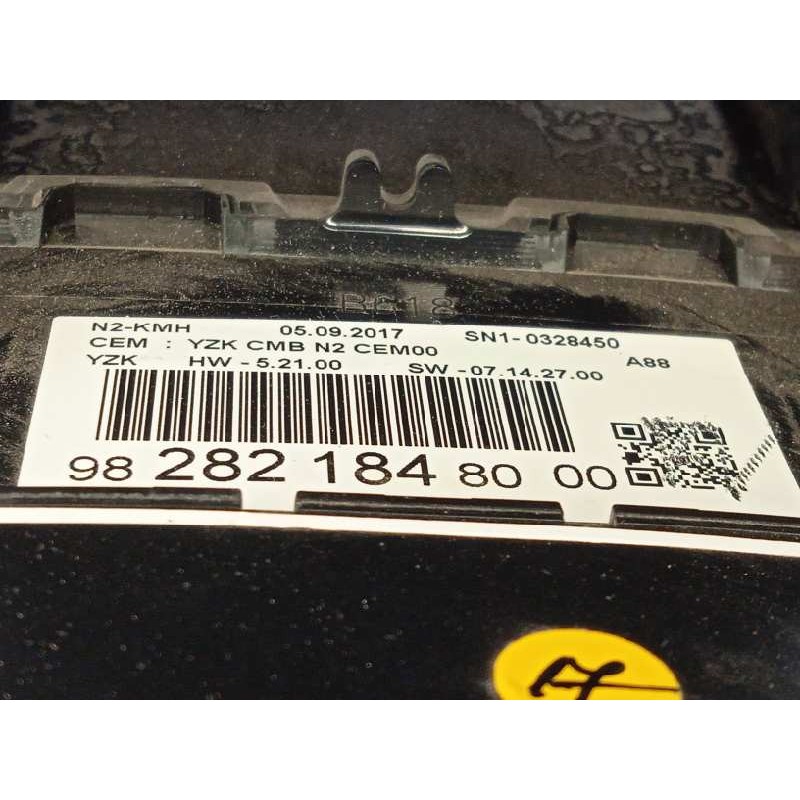 N2-KMH 05.09.2017 SN1-0328450
CEM : YZK CMB N2 CEM00
YZK HW-5.21.00 SW-07.14.27.00 A88
98 282 184 80 00